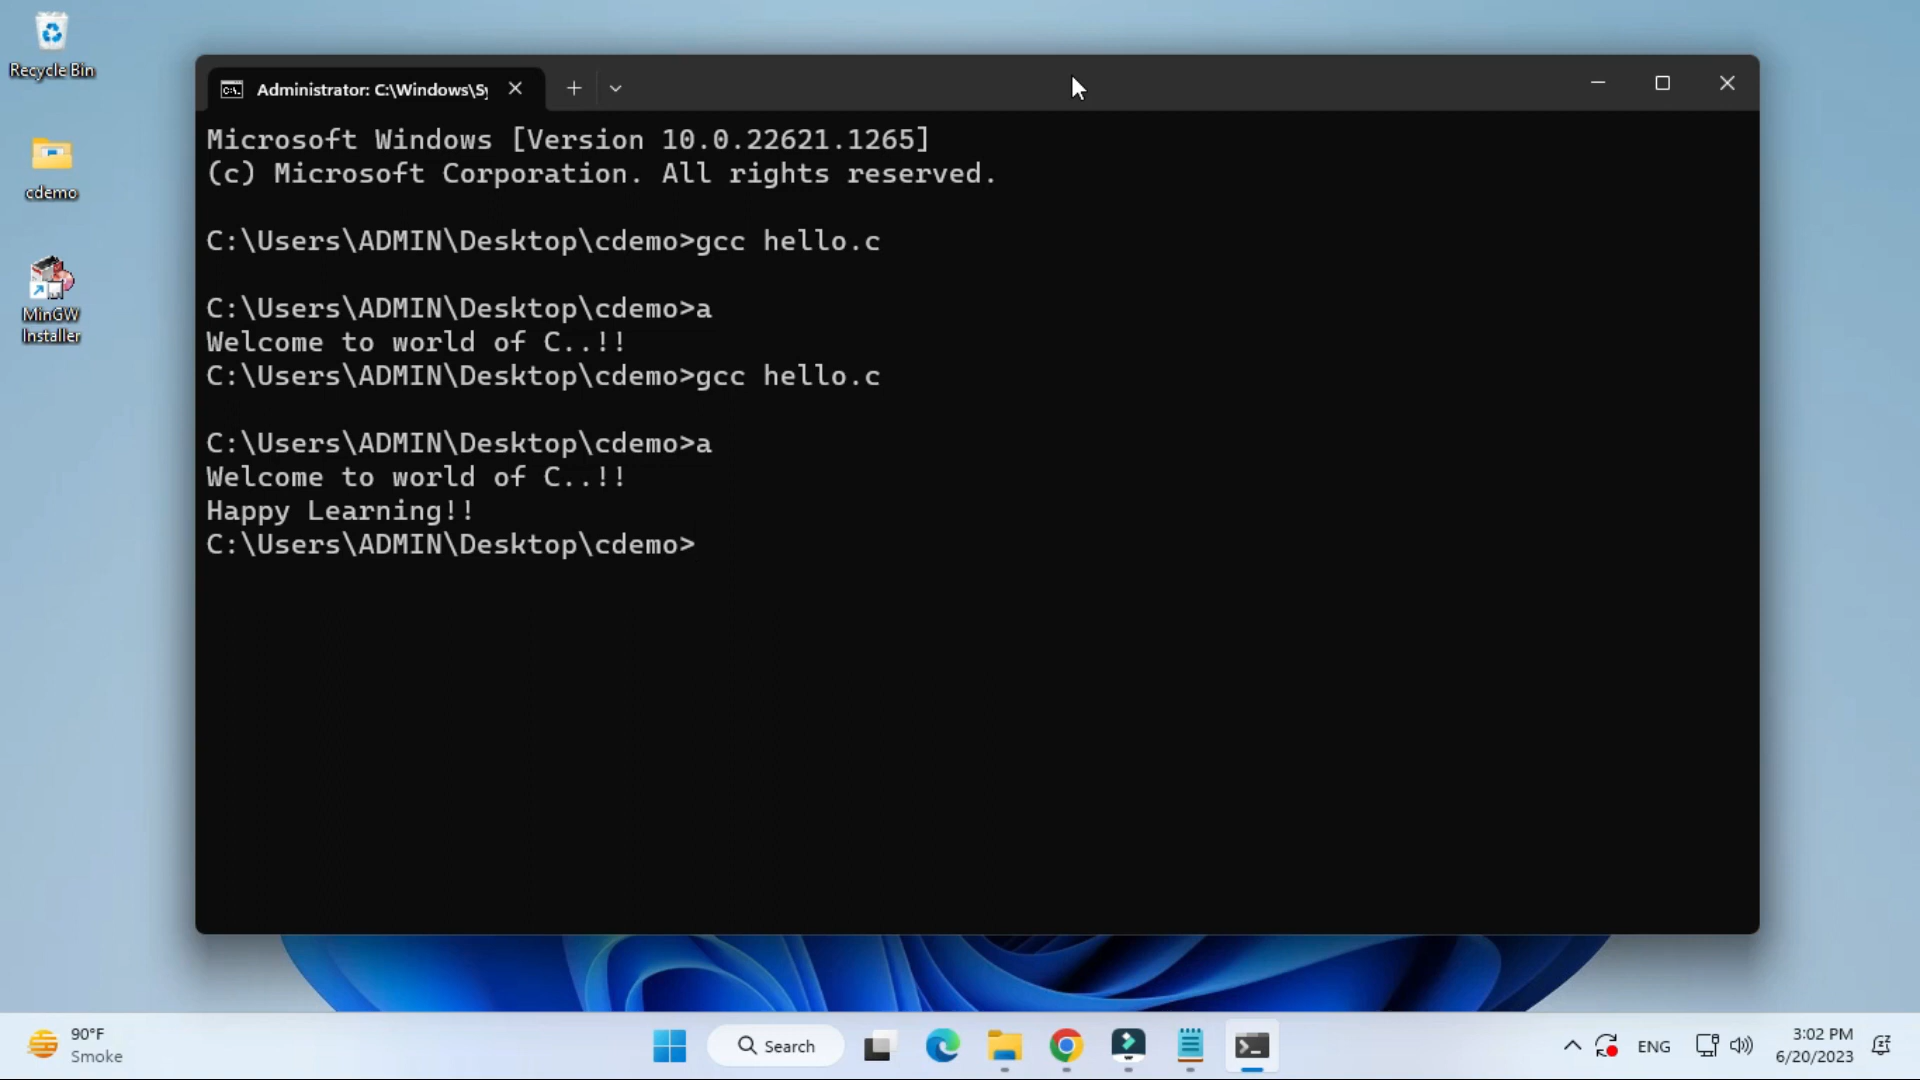 Recycle Bin
cdemo
MinGW
Installer
Administrator: C:\Windows\Sy
Microsoft Windows [Version 10.0.22621.1265]
(c) Microsoft Corporation. All rights reserved.
C:\Users\ADMIN\Desktop\cdemo>gcc hello.c
C:\Users\ADMIN\Desktop\cdemo>a
Welcome to world of C..!!
C:\Users\ADMIN\Desktop\cdemo>gcc hello.c
C:\Users\ADMIN\Desktop\cdemo>a
Welcome to world of C..!!
Happy Learning!!
C:\Users\ADMIN\Desktop\cdemo>
90°F
Smoke
Search
ENG
3:02 PM
6/20/2023